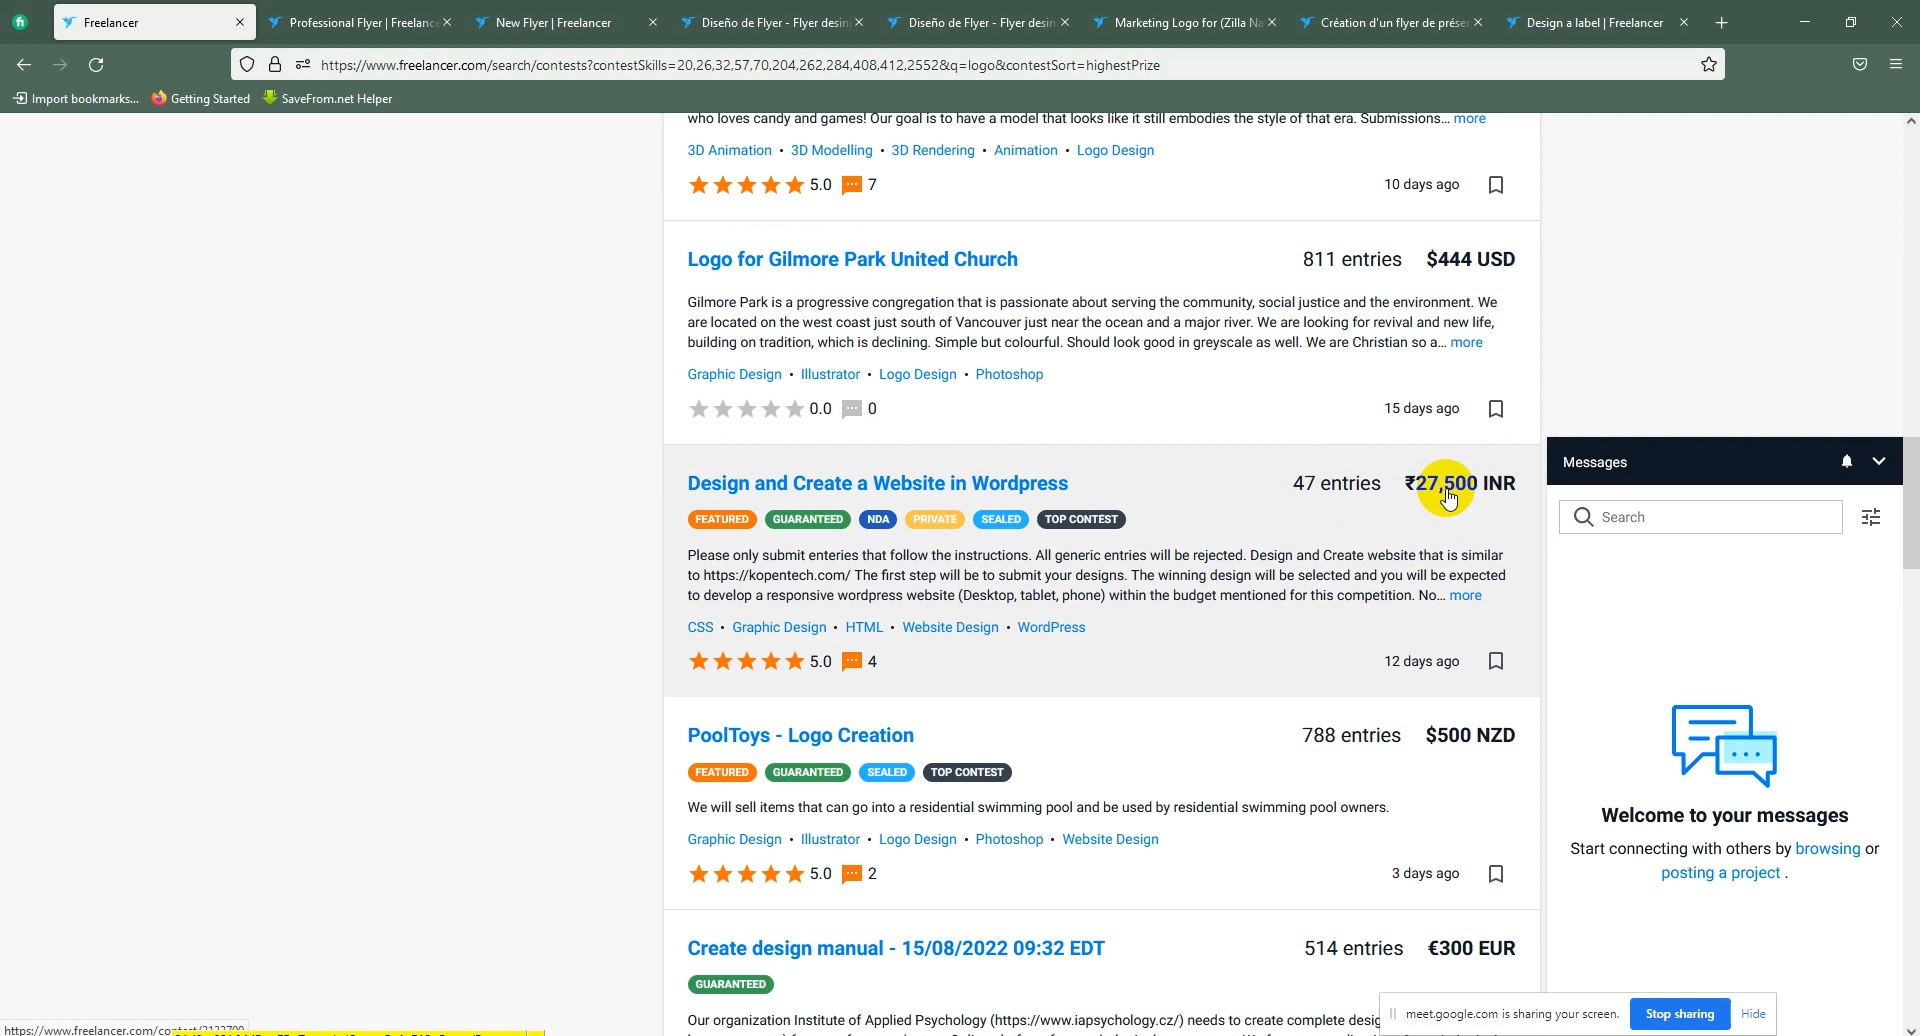 Freelancer
Professional Flyer | Freelance
New Flyer | Freelancer
Diseño de Flyer - Flyer desin
Diseño de Flyer - Flyer desin
Marketing Logo for (Zilla Na
Création d'un flyer de préser
Design a label | Freelancer
https://www.freelancer.com/search/contests?contestSkills=20,26,32,57,70,204,262,284,408,412,2552&q=logo&contestSort=highestPrize
Import bookmarks...
Getting Started
SaveFrom.net Helper
who loves candy and games! Our goal is to have a model that looks like it still embodies the style of that era. Submissions... more
3D Animation • 3D Modelling • 3D Rendering • Animation • Logo Design
5.0 7 10 days ago
Logo for Gilmore Park United Church 811 entries $444 USD
Gilmore Park is a progressive congregation that is passionate about serving the community, social justice and the environment. We
are located on the west coast just south of Vancouver just near the ocean and a major river. We are looking for revival and new life,
building on tradition, which is declining. Simple but colourful. Should look good in greyscale as well. We are Christian so a... more
Graphic Design • Illustrator • Logo Design • Photoshop
0.0 0 15 days ago
Design and Create a Website in Wordpress 47 entries ₹27,500 INR
FEATURED GUARANTEED NDA PRIVATE SEALED TOP CONTEST
Please only submit enteries that follow the instructions. All generic entries will be rejected. Design and Create website that is similar
to https://kopentech.com/ The first step will be to submit your designs. The winning design will be selected and you will be expected
to develop a responsive wordpress website (Desktop, tablet, phone) within the budget mentioned for this competition. No... more
CSS • Graphic Design • HTML • Website Design • WordPress
5.0 4 12 days ago
PoolToys - Logo Creation 788 entries $500 NZD
FEATURED GUARANTEED SEALED TOP CONTEST
We will sell items that can go into a residential swimming pool and be used by residential swimming pool owners.
Graphic Design • Illustrator • Logo Design • Photoshop • Website Design
5.0 2 3 days ago
Create design manual - 15/08/2022 09:32 EDT 514 entries €300 EUR
GUARANTEED
Our organization Institute of Applied Psychology (https://www.iapsychology.cz/) needs to create complete desig
Messages
Search
Welcome to your messages
Start connecting with others by browsing or
posting a project .
meet.google.com is sharing your screen. Stop sharing Hide